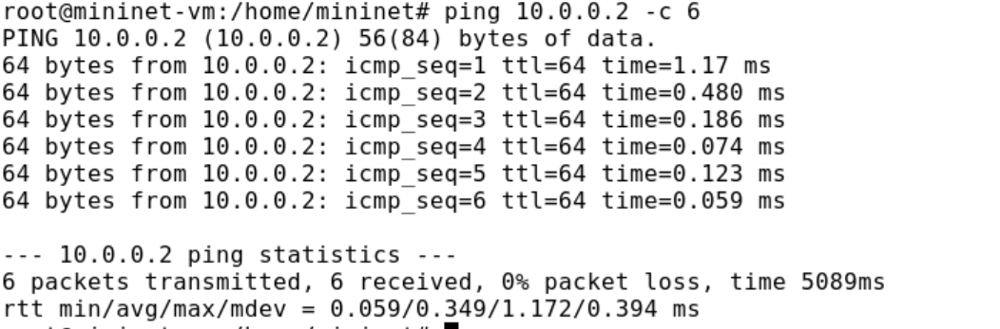 root@mininet-vm:/home/mininet# ping 10.0.0.2 -c 6
PING 10.0.0.2 (10.0.0.2) 56(84) bytes of data.
64 bytes from 10.0.0.2: icmp_seq=1 ttl=64 time=1.17 ms
64 bytes from 10.0.0.2: icmp_seq=2 ttl=64 time=0.480 ms
64 bytes from 10.0.0.2: icmp_seq=3 ttl=64 time=0.186 ms
64 bytes from 10.0.0.2: icmp_seq=4 ttl=64 time=0.074 ms
64 bytes from 10.0.0.2: icmp_seq=5 ttl=64 time=0.123 ms
64 bytes from 10.0.0.2: icmp_seq=6 ttl=64 time=0.059 ms

--- 10.0.0.2 ping statistics ---
6 packets transmitted, 6 received, 0% packet loss, time 5089ms
rtt min/avg/max/mdev = 0.059/0.349/1.172/0.394 ms